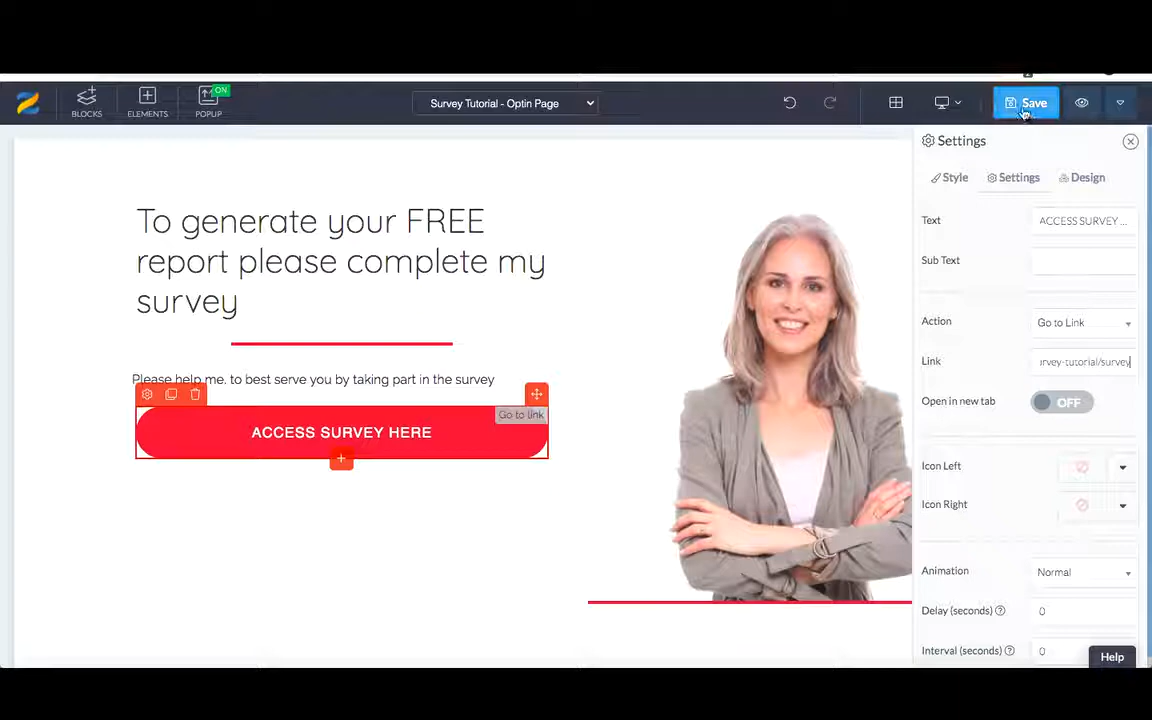 BLOCKS
ELEMENTS
ON
POPUP
Survey Tutorial - Optin Page
Save
Settings
Style
Settings
Design
Text
ACCESS SURVEY ...
Sub Text
Action
Go to Link
Link
rvey-tutorial/survey
Open in new tab
OFF
Icon Left
Icon Right
Animation
Normal
Delay (seconds)
0
Interval (seconds)
0
Help
To generate your FREE
report please complete my
survey
Please help me. to best serve you by taking part in the survey
Go to link
ACCESS SURVEY HERE